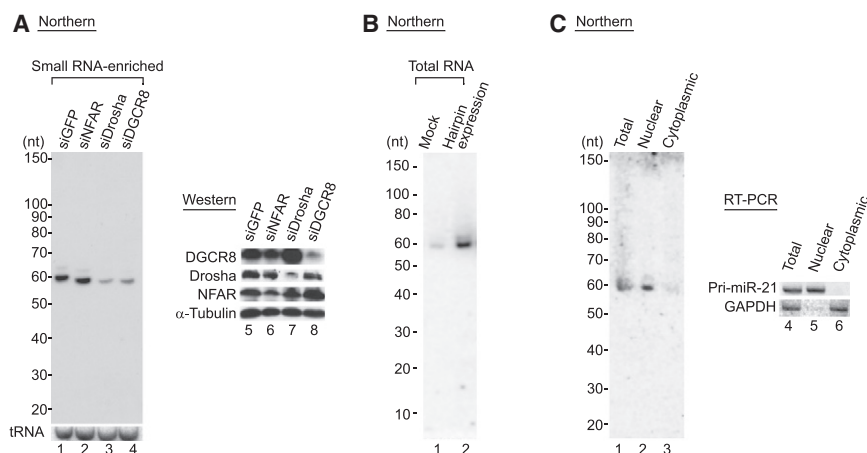 A Northern
Small RNA-enriched
siGFP
siNFAR
siDrosha
siDGCR8
(nt)
150
100
90
80
70
60
50
40
30
20
tRNA
1 2 3 4
Western
siGFP
siNFAR
siDrosha
siDGCR8
DGCR8
Drosha
NFAR
α-Tubulin
5 6 7 8
B Northern
Total RNA
Mock
Hairpin
expression
(nt)
150
100
80
60
50
40
30
20
10
1 2
C Northern
Total
Nuclear
Cytoplasmic
(nt)
150
100
90
80
70
60
50
40
30
20
1 2 3
RT-PCR
Total
Nuclear
Cytoplasmic
Pri-miR-21
GAPDH
4 5 6